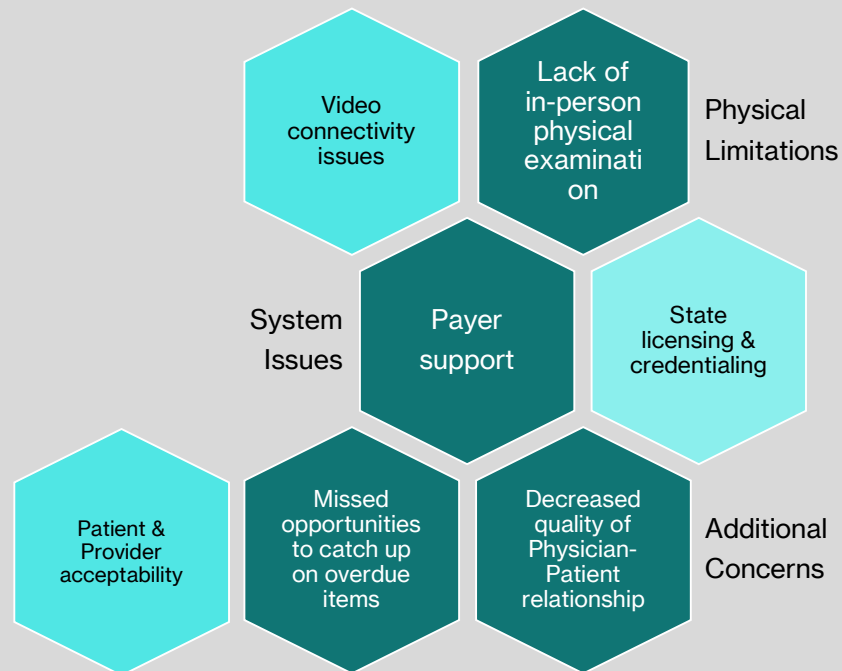 Video
connectivity
issues
Lack of
in-person
physical
examinati
on
Physical
Limitations
System
Issues
Payer
support
State
licensing &
credentialing
Patient &
Provider
acceptability
Missed
opportunities
to catch up
on overdue
items
Decreased
quality of
Physician-
Patient
relationship
Additional
Concerns